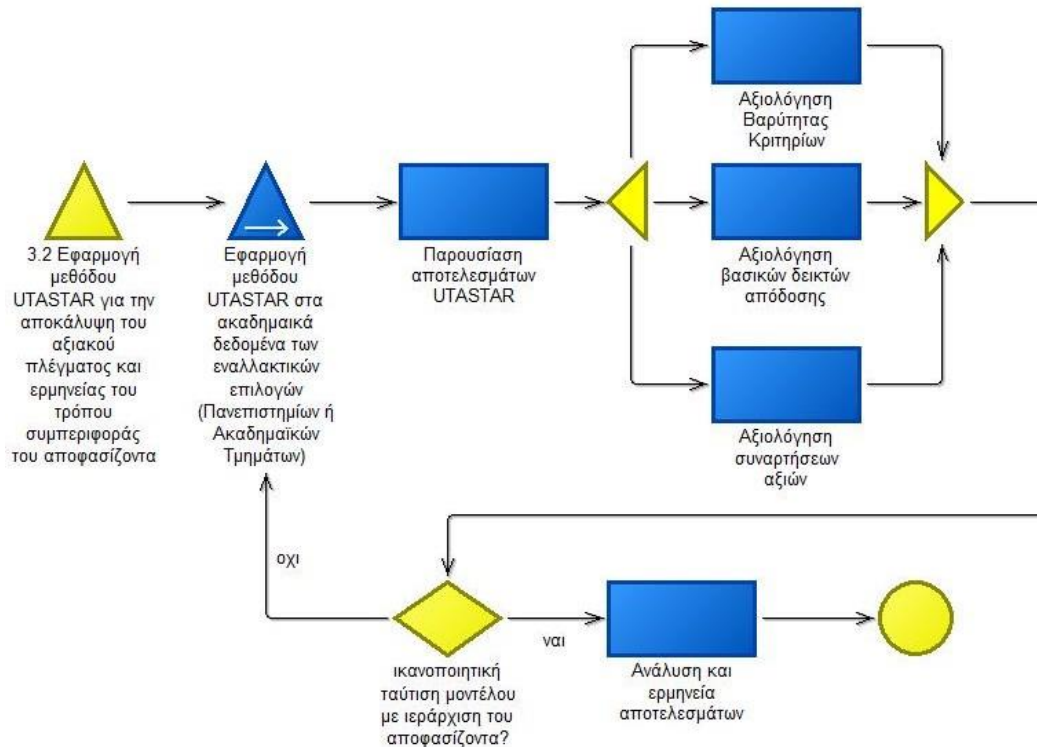 3.2 Εφαρμογή
μεθόδου
UTASTAR για την
αποκάλυψη του
αξιακού
πλέγματος και
ερμηνείας του
τρόπου
συμπεριφοράς
του αποφασίζοντα
Εφαρμογή
μεθόδου
UTASTAR στα
ακαδημαικά
δεδομένα των
εναλλακτικών
επιλογών
(Πανεπιστημίων ή
Ακαδημαϊκών
Τμημάτων)
Παρουσίαση
αποτελεσμάτων
UTASTAR
Αξιολόγηση
Βαρύτητας
Κριτηρίων
Αξιολόγηση
βασικών δεικτών
απόδοσης
Αξιολόγηση
συναρτήσεων
αξιών
οχι
ικανοποιητική
ταύτιση μοντέλου
με ιεράρχιση του
αποφασίζοντα?
ναι
Ανάλυση και
ερμηνεία
αποτελεσμάτων